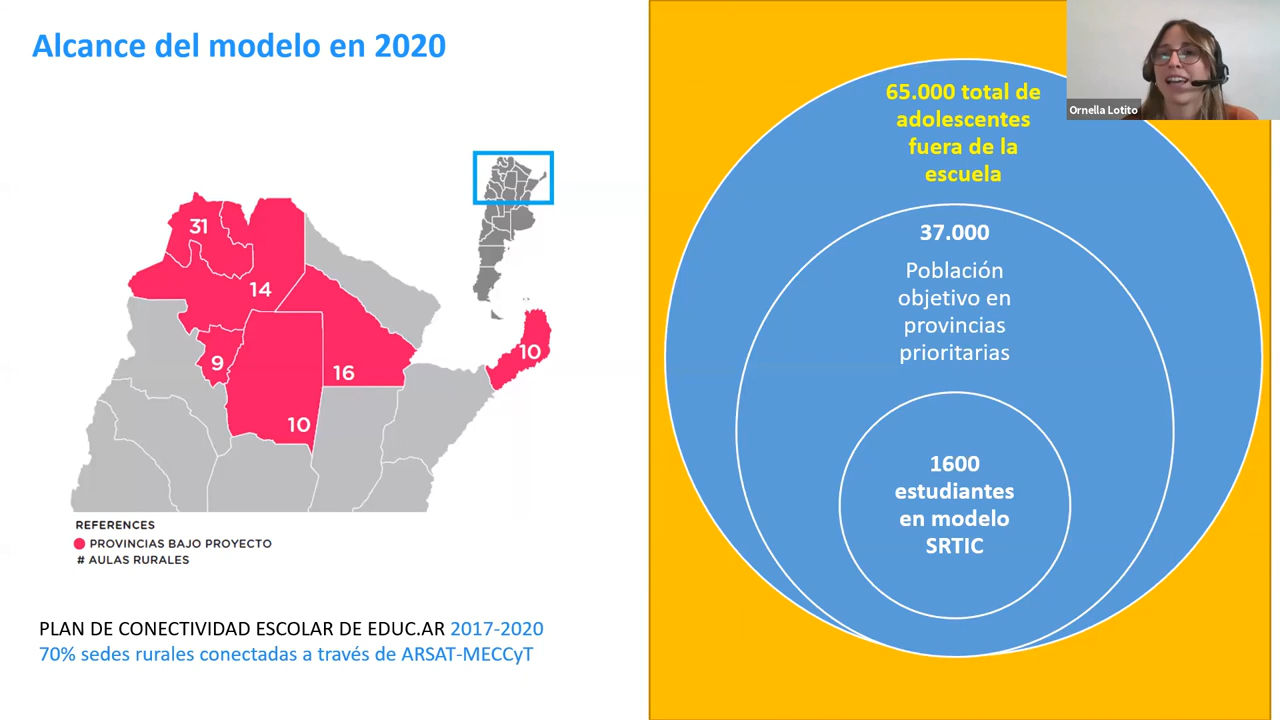 Alcance del modelo en 2020
31
14
9
16
10
10
REFERENCES
PROVINCIAS BAJO PROYECTO
# AULAS RURALES
PLAN DE CONECTIVIDAD ESCOLAR DE EDUC.AR 2017-2020
70% sedes rurales conectadas a través de ARSAT-MECCyT
65.000 total de
adolescentes
fuera de la
escuela
37.000
Población
objetivo en
provincias
prioritarias
1600
estudiantes
en modelo
SRTIC
Ornella Lotito